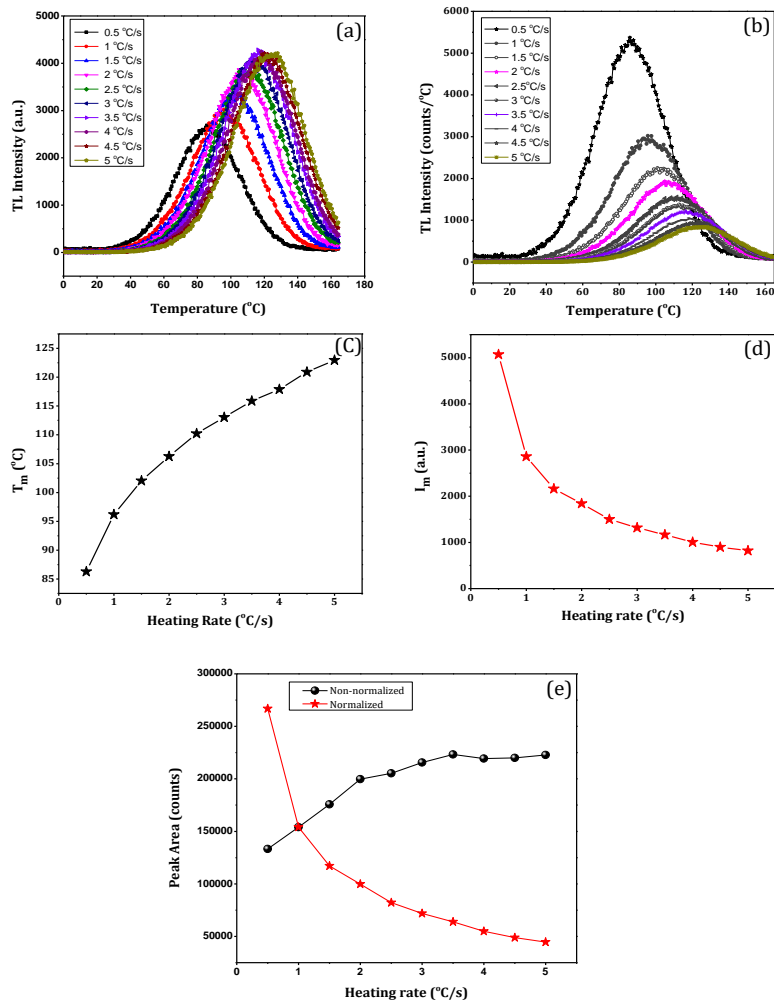 (a)
0.5 °C/s
1 °C/s
1.5 °C/s
2 °C/s
2.5 °C/s
3 °C/s
3.5 °C/s
4 °C/s
4.5 °C/s
5 °C/s
TL Intensity (a.u.)
5000
4000
3000
2000
1000
0
0 20 40 60 80 100 120 140 160 180
Temperature (°C)
(b)
0.5 °C/s
1 °C/s
1.5 °C/s
2 °C/s
2.5°C/s
3 °C/s
3.5°C/s
4 °C/s
4.5 °C/s
5 °C/s
TL Intensity (counts/°C)
6000
5000
4000
3000
2000
1000
0
0 20 40 60 80 100 120 140 160
Temperature (°C)
(C)
Tm (°C)
125
120
115
110
105
100
95
90
85
0 1 2 3 4 5
Heating Rate (°C/s)
(d)
Im (a.u.)
5000
4000
3000
2000
1000
0
0 1 2 3 4 5
Heating rate (°C/s)
(e)
Non-normalized
Normalized
Peak Area (counts)
300000
250000
200000
150000
100000
50000
0 1 2 3 4 5
Heating rate (°C/s)